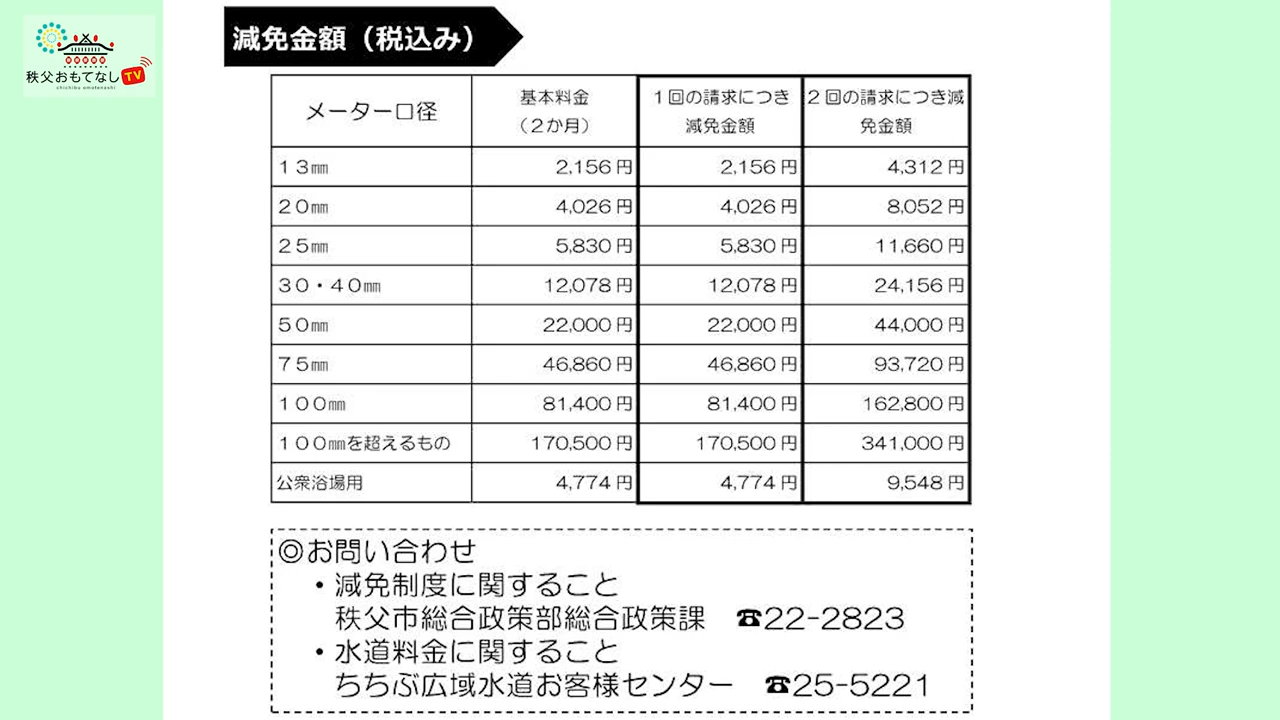 秩父おもてなし TV
chichibu omotenashi
減免金額（税込み）
メーター口径
基本料金
（２か月）
１回の請求につき
減免金額
２回の請求につき減
免金額
１３㎜ 2,156円 2,156円 4,312円
２０㎜ 4,026円 4,026円 8,052円
２５㎜ 5,830円 5,830円 11,660円
３０・４０㎜ 12,078円 12,078円 24,156円
５０㎜ 22,000円 22,000円 44,000円
７５㎜ 46,860円 46,860円 93,720円
１００㎜ 81,400円 81,400円 162,800円
１００㎜を超えるもの 170,500円 170,500円 341,000円
公衆浴場用 4,774円 4,774円 9,548円
◎お問い合わせ
・減免制度に関すること
秩父市総合政策部総合政策課 ☎22-2823
・水道料金に関すること
ちちぶ広域水道お客様センター ☎25-5221